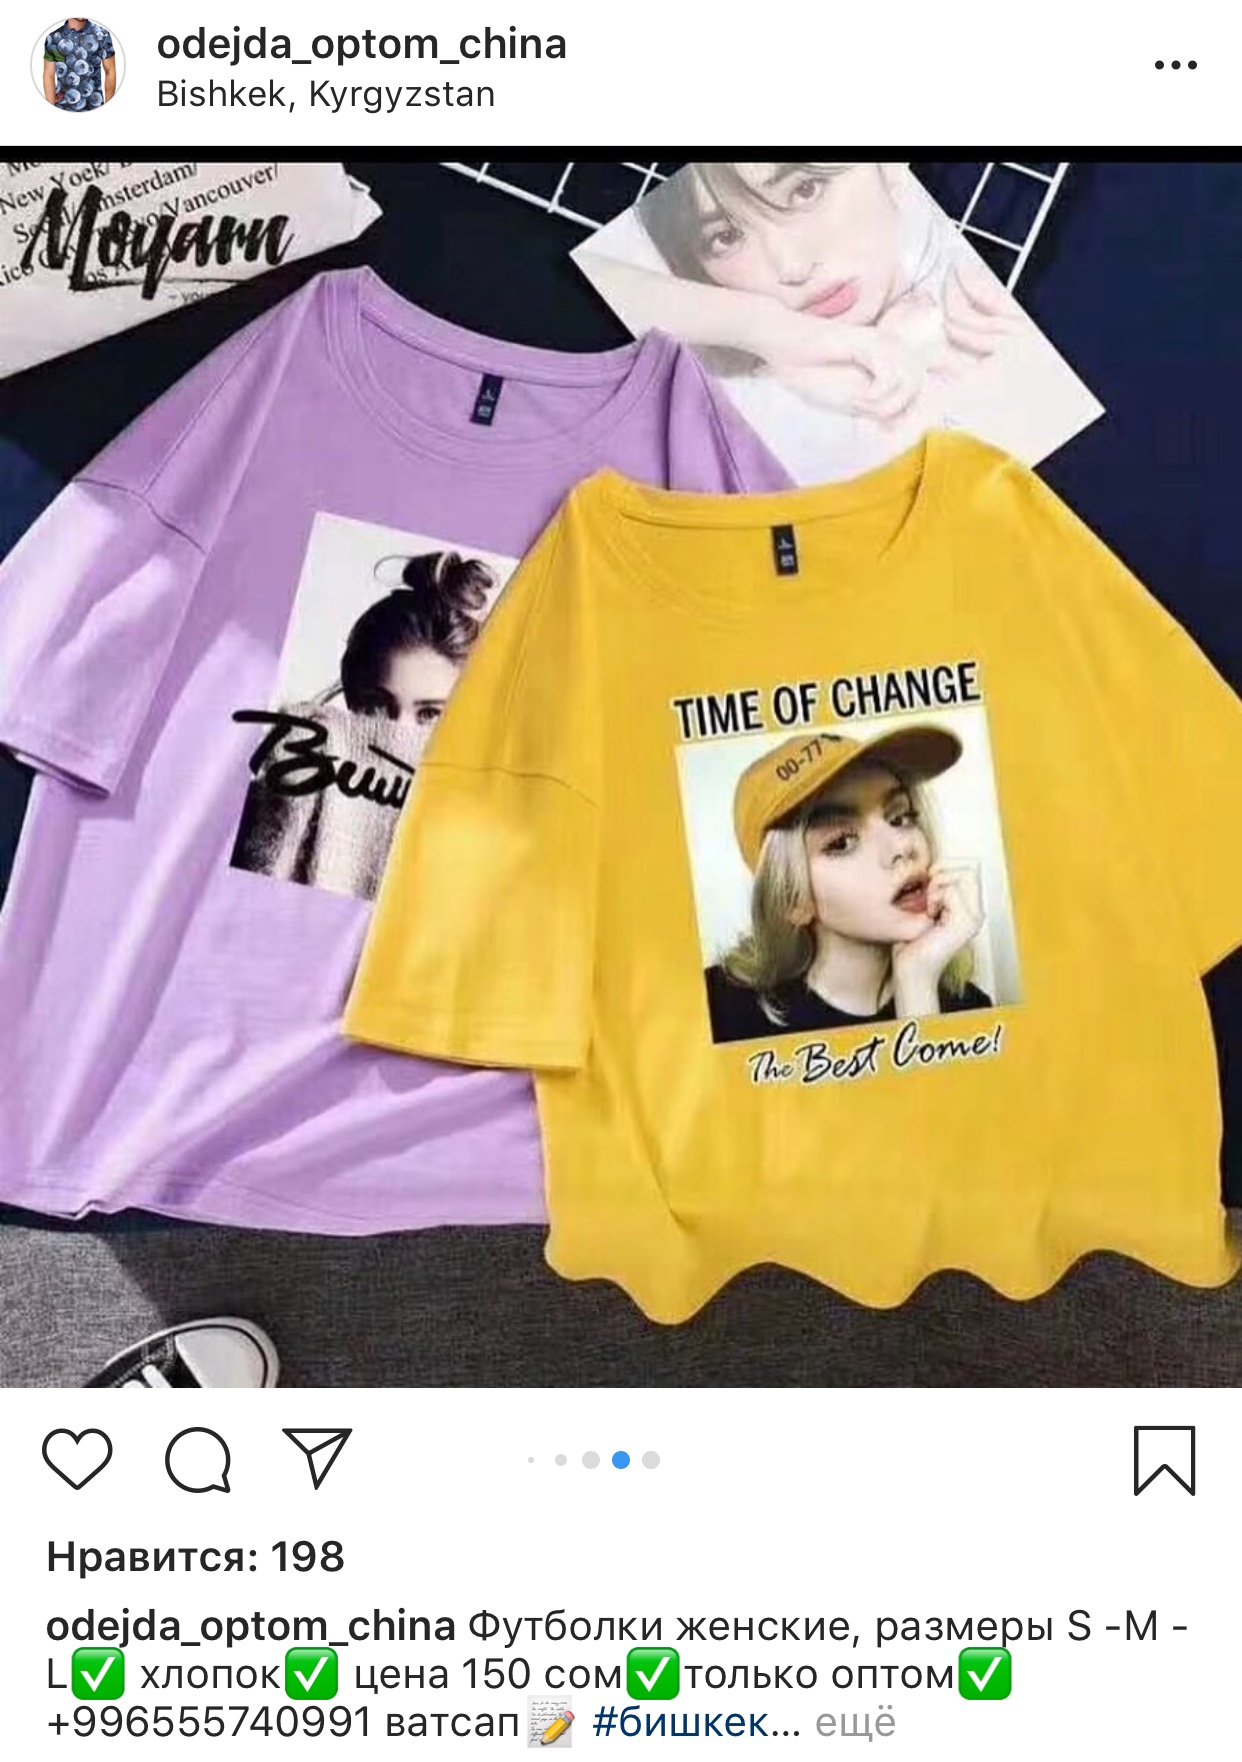 odejda_optom_china
Bishkek, Kyrgyzstan
New Yoek/
Amsterdam/
Vancouver/
Moyarn
TIME OF CHANGE
00-77
The Best Come!
Нравится: 198
odejda_optom_china Футболки женские, размеры S -M -
L✅ хлопок✅ цена 150 сом✅только оптом✅
+996555740991 ватсап📝 #бишкек... ещё